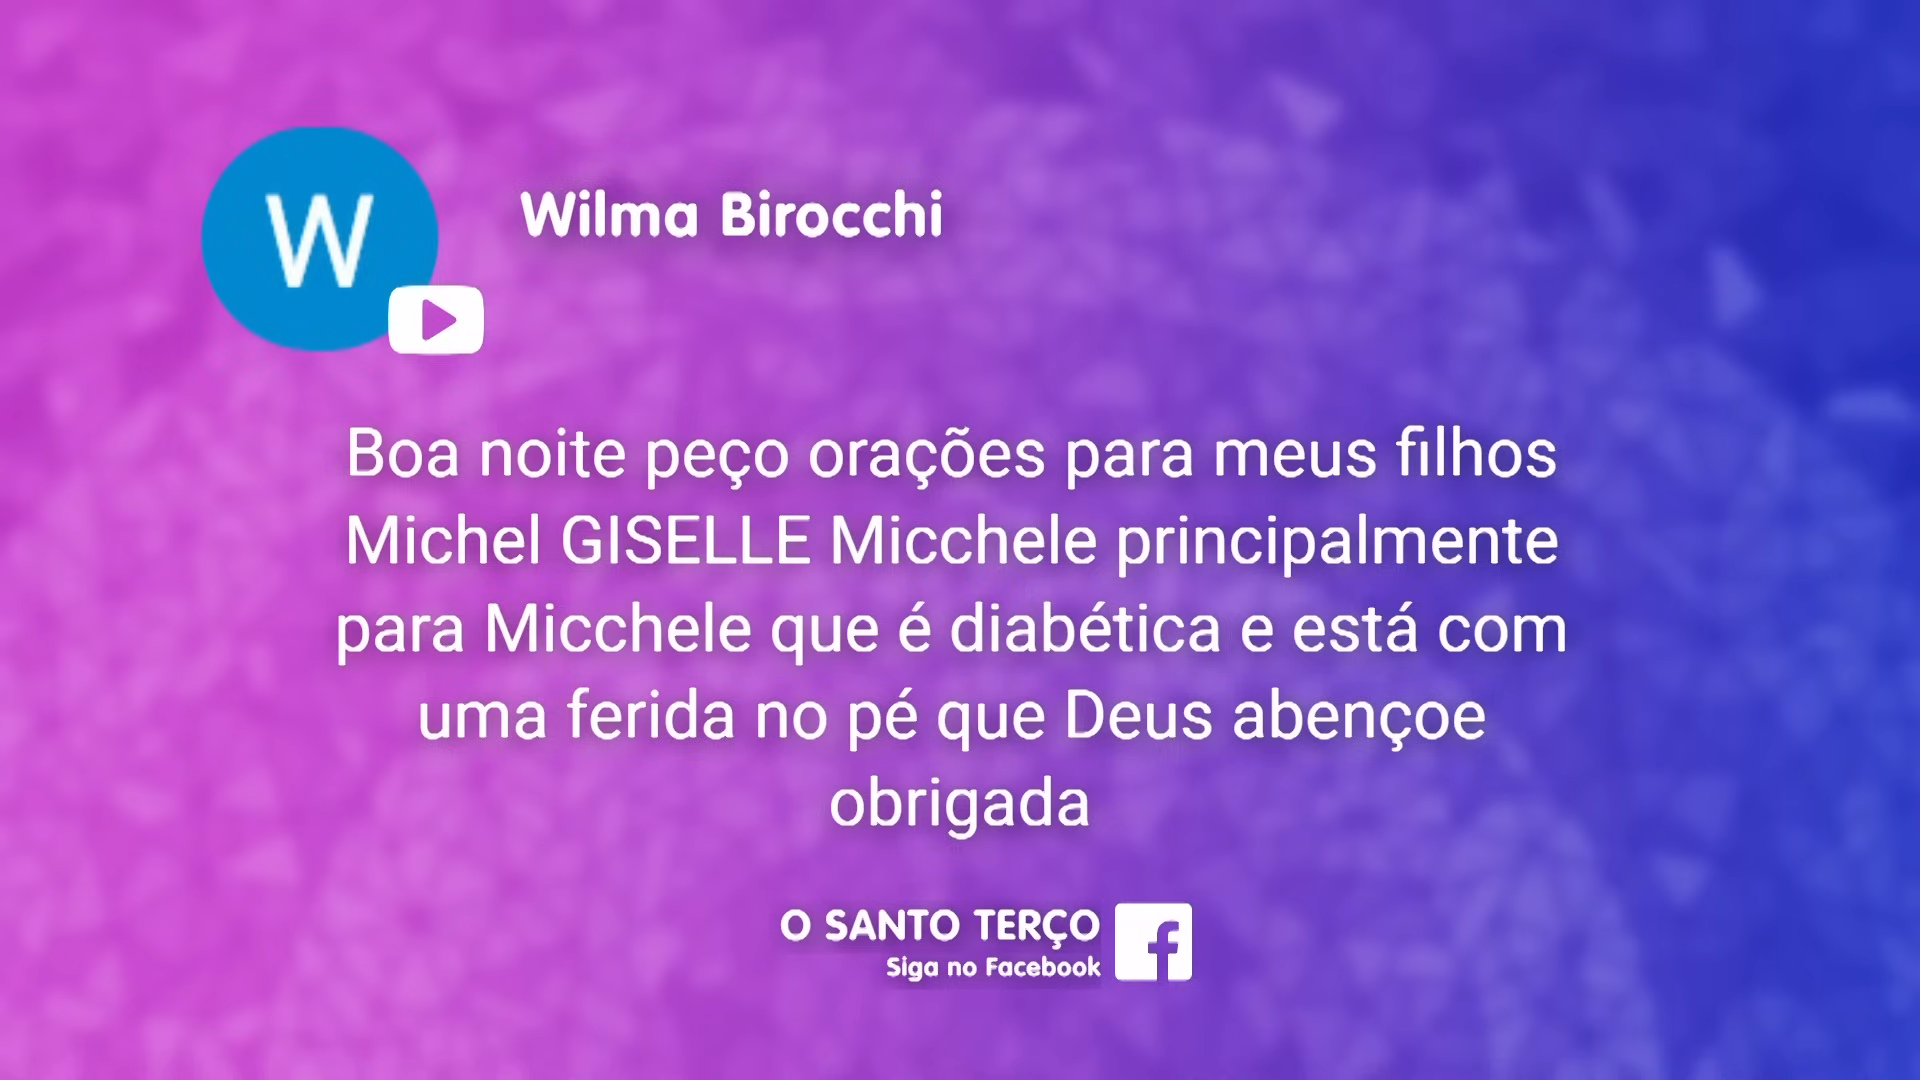 W
Wilma Birocchi
Boa noite peço orações para meus filhos
Michel GISELLE Micchele principalmente
para Micchele que é diabética e está com
uma ferida no pé que Deus abençoe
obrigada
O SANTO TERÇO
Siga no Facebook